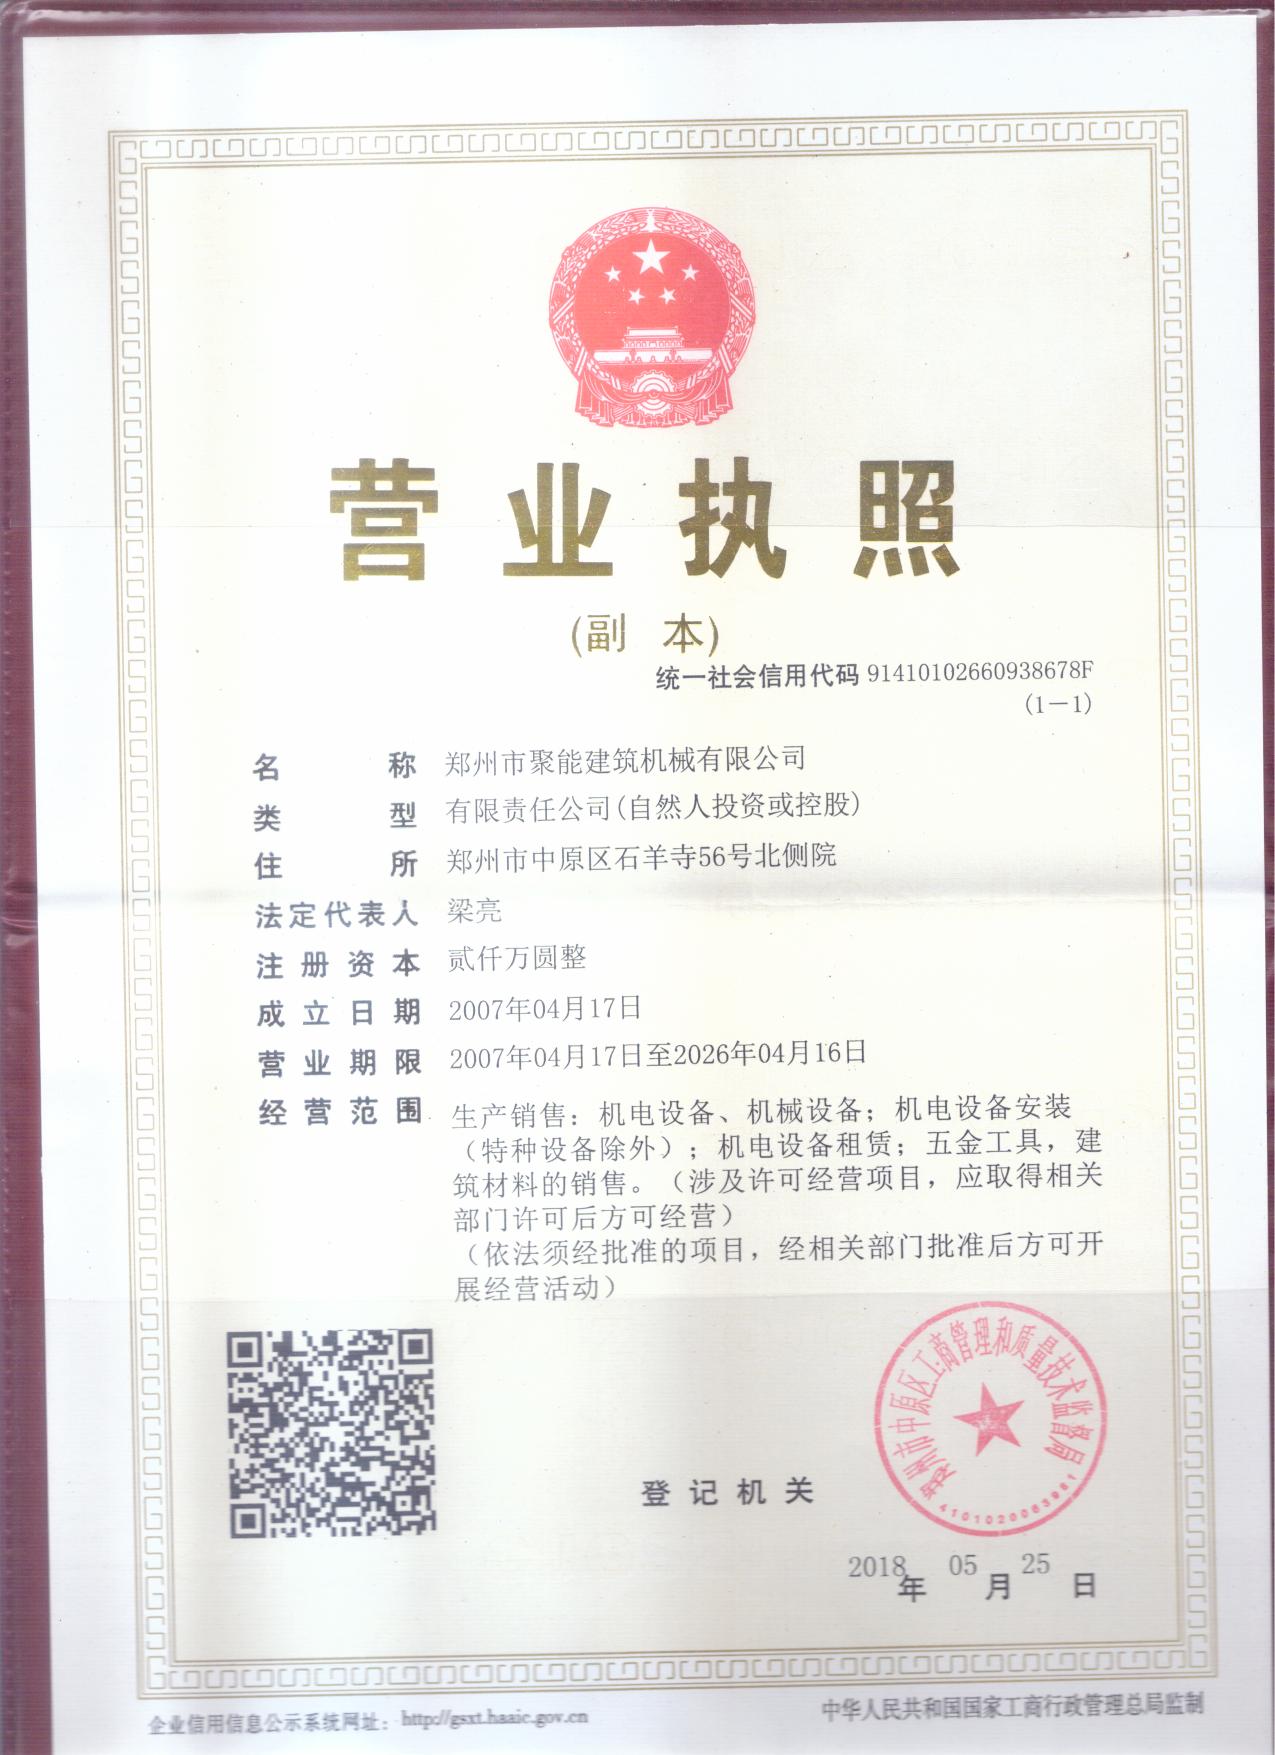 营业执照
(副 本)
统一社会信用代码 91410102660938678F
(1-1)
名称 郑州市聚能建筑机械有限公司
类型 有限责任公司(自然人投资或控股)
住所 郑州市中原区石羊寺56号北侧院
法定代表人 梁亮
注册资本 贰仟万圆整
成立日期 2007年04月17日
营业期限 2007年04月17日至2026年04月16日
经营范围 生产销售：机电设备、机械设备；机电设备安装
（特种设备除外）；机电设备租赁；五金工具，建
筑材料的销售。（涉及许可经营项目，应取得相关
部门许可后方可经营）
（依法须经批准的项目，经相关部门批准后方可开
展经营活动）
郑州市中原区工商管理和质量技术监督局
4101020063981
登记机关
2018年05月25日
企业信用信息公示系统网址：http://gsxt.haaic.gov.cn
中华人民共和国国家工商行政管理总局监制